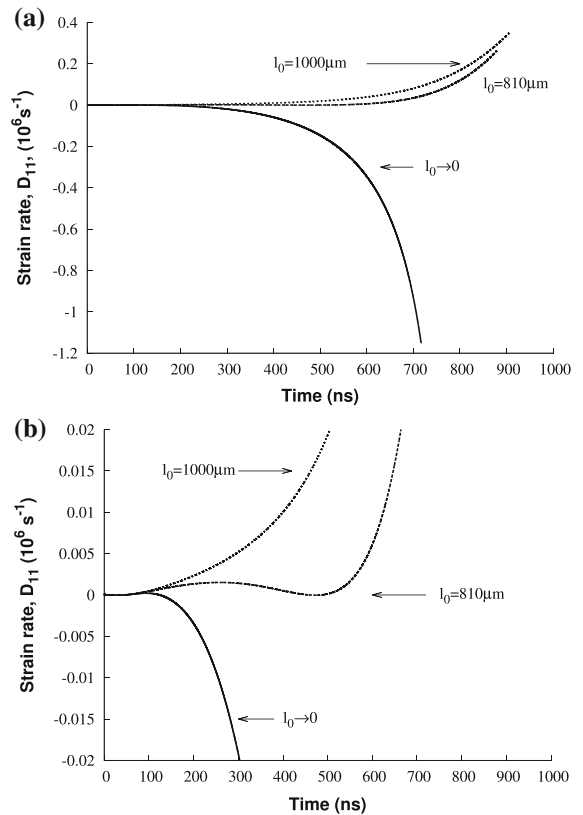 (a)
0.4
0.2
0
-0.2
-0.4
-0.6
-0.8
-1
-1.2
Strain rate, D11, (10^6s^-1)
l0=1000µm
l0=810µm
l0→0
0 100 200 300 400 500 600 700 800 900 1000
Time (ns)
(b)
0.02
0.015
0.01
0.005
0
-0.005
-0.01
-0.015
-0.02
Strain rate, D11 (10^6 s^-1)
l0=1000µm
l0=810µm
l0→0
0 100 200 300 400 500 600 700 800 900 1000
Time (ns)